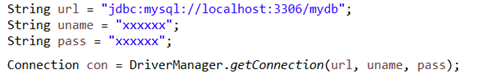 String url = "jdbc:mysql://localhost:3306/mydb";
String uname = "xxxxxx";
String pass = "xxxxxx";
Connection con = DriverManager.getConnection(url, uname, pass);